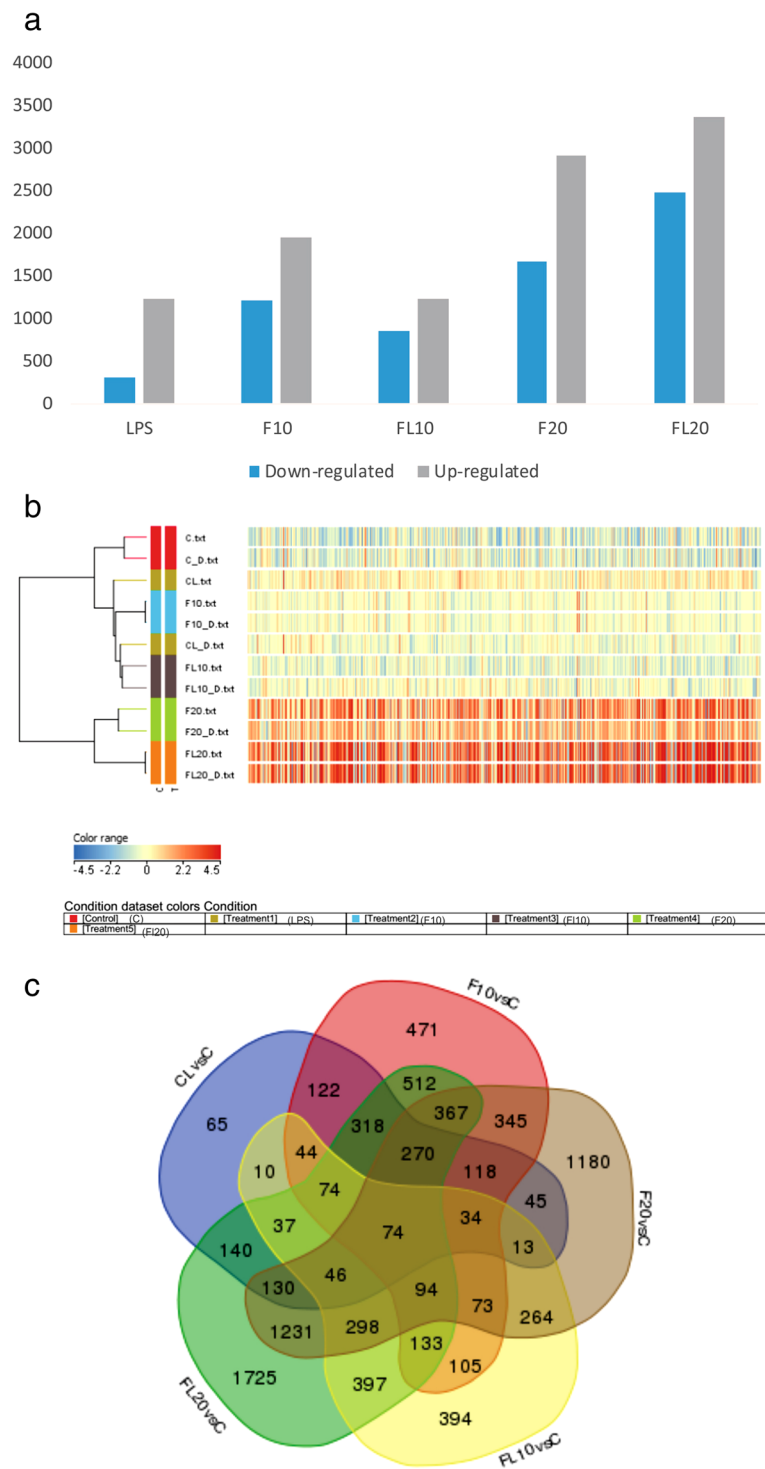 a
4000
3500
3000
2500
2000
1500
1000
500
0
LPS F10 FL10 F20 FL20
Down-regulated Up-regulated
b
C.txt
C_D.txt
CL.txt
F10.txt
F10_D.txt
CL_D.txt
FL10.txt
FL10_D.txt
F20.txt
F20_D.txt
FL20.txt
FL20_D.txt
C T
Color range
-4.5 -2.2 0 2.2 4.5
Condition dataset colors Condition
[Control] (C) [Treatment1] (LPS) [Treatment2] (F10) [Treatment3] (Fl10) [Treatment4] (F20)
[Treatment5] (Fl20)
c
F10vsC
CLvsC
F20vsC
FL20vsC
FL10vsC
471
122 512
65 318 367 345
44 270 118 1180
10 74 45
37 74 34
140 13
130 46 94 73
1231 298 264
133
1725 397 105
394